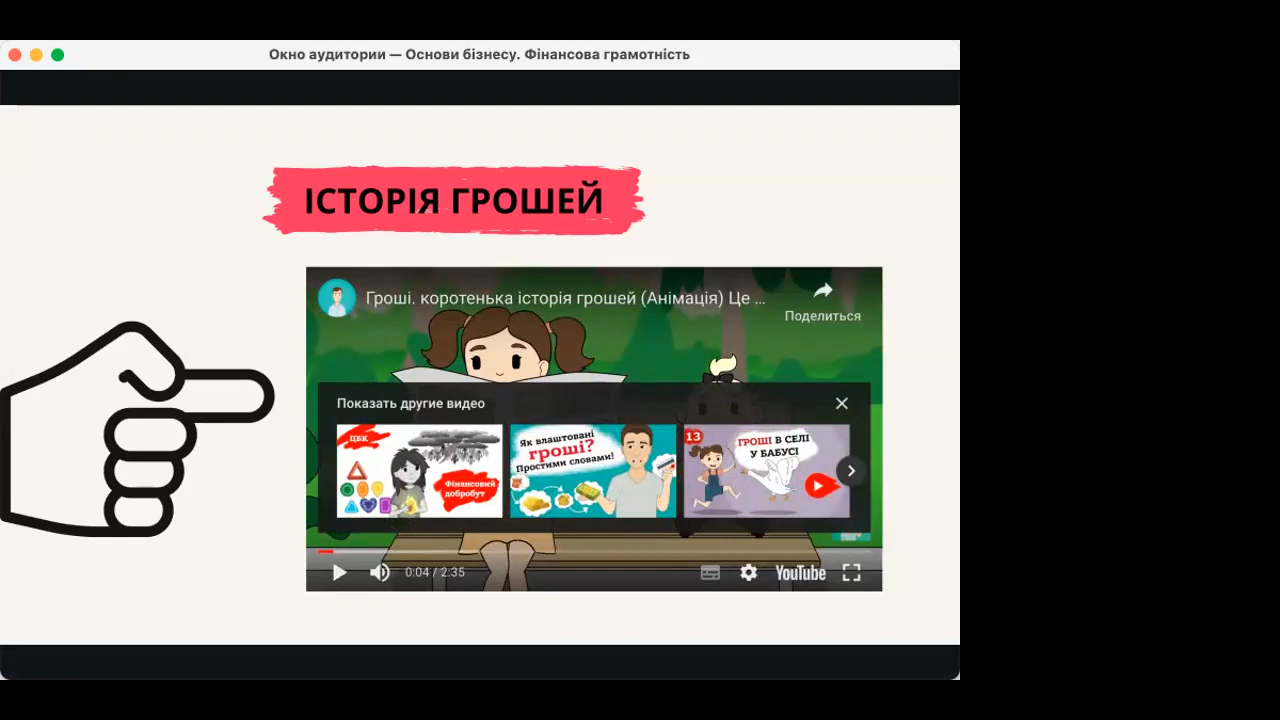 Окно аудитории — Основи бізнесу. Фінансова грамотність
ІСТОРІЯ ГРОШЕЙ
Гроші. коротенька історія грошей (Анімація) Це ...
Поделиться
Показать другие видео
ЦБК
Фінансовий
добробут
Як влаштовані
гроші?
Простими словами!
13
ГРОШІ В СЕЛІ
У БАБУСІ
0:04 / 2:35
YouTube